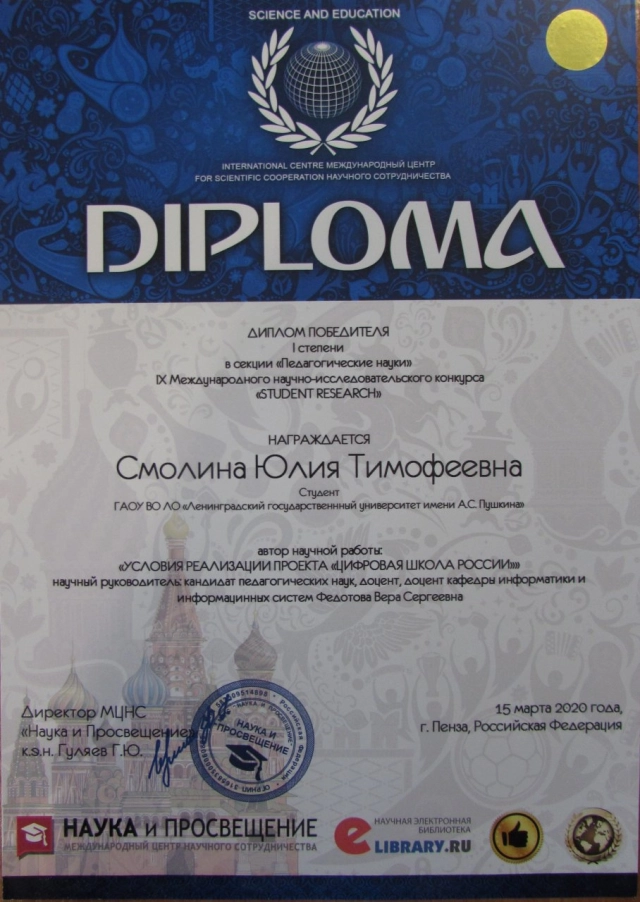 SCIENCE AND EDUCATION
INTERNATIONAL CENTRE МЕЖДУНАРОДНЫЙ ЦЕНТР
FOR SCIENTIFIC COOPERATION НАУЧНОГО СОТРУДНИЧЕСТВА
DIPLOMA
ДИПЛОМ ПОБЕДИТЕЛЯ
I степени
в секции «Педагогические науки»
IX Международного научно-исследовательского конкурса
«STUDENT RESEARCH»
НАГРАЖДАЕТСЯ
Смолина Юлия Тимофеевна
Студент
ГАОУ ВО ЛО «Ленинградский государственнный университет имени А.С. Пушкина»
автор научной работы:
«УСЛОВИЯ РЕАЛИЗАЦИИ ПРОЕКТА «ЦИФРОВАЯ ШКОЛА РОССИИ»»
научный руководитель: кандидат педагогических наук, доцент, доцент кафедры информатики и
информацинных систем Федотова Вера Сергеевна
Директор МЦНС
«Наука и Просвещение»
к.э.н. Гуляев Г.Ю.
НАУКА И
ПРОСВЕЩЕНИЕ
15 марта 2020 года,
г. Пенза, Российская Федерация
НАУКА И ПРОСВЕЩЕНИЕ
МЕЖДУНАРОДНЫЙ ЦЕНТР НАУЧНОГО СОТРУДНИЧЕСТВА
НАУЧНАЯ ЭЛЕКТРОННАЯ
БИБЛИОТЕКА
eLIBRARY.RU